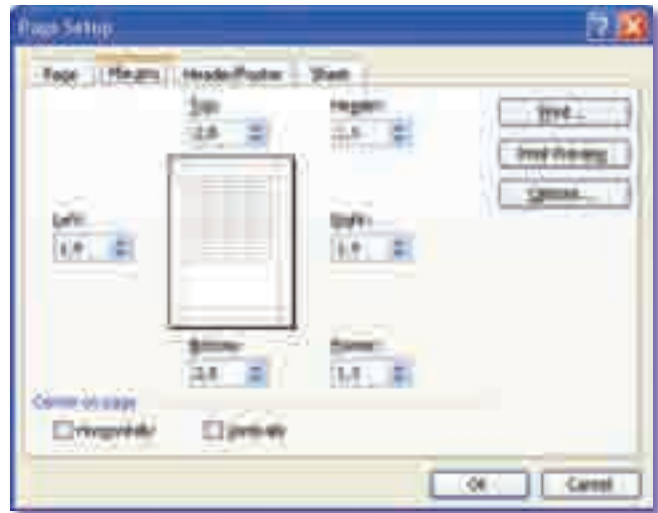 Page Setup
Page Margins Header/Footer Sheet
Top: Header:
Print...
Print Preview
Options...
Left: Right:
Bottom: Footer:
Center on page
Horizontally Vertically
OK Cancel